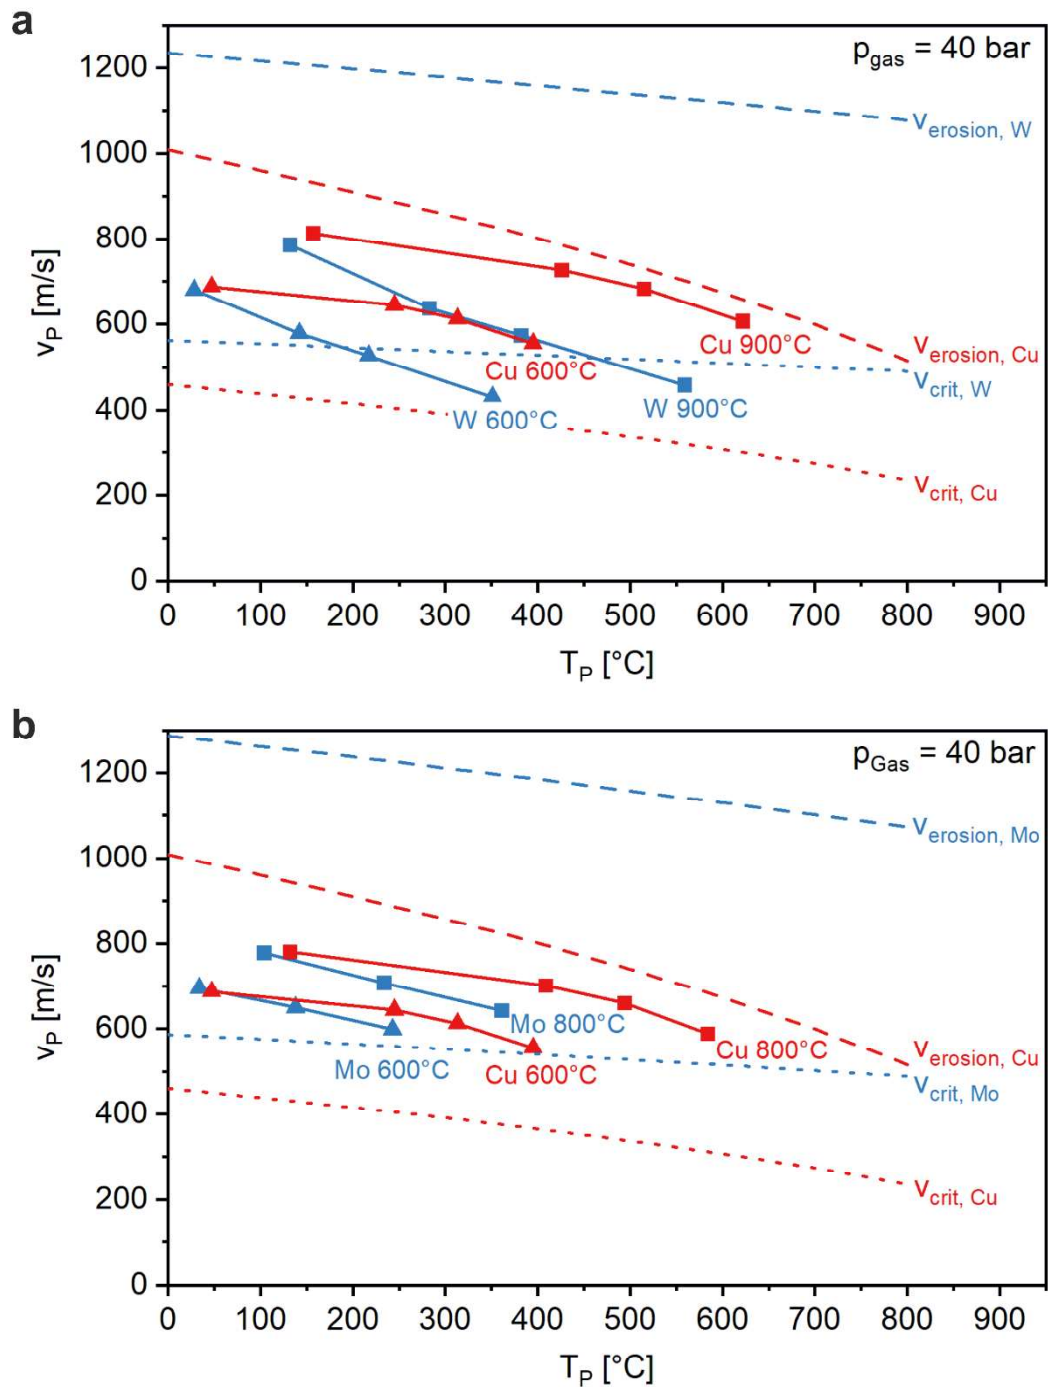 a
p_gas = 40 bar
1200
1000
800
600
400
200
0
v_P [m/s]
v_erosion, W
v_erosion, Cu
v_crit, W
v_crit, Cu
Cu 900°C
Cu 600°C
W 900°C
W 600°C
0 100 200 300 400 500 600 700 800 900
T_P [°C]
b
p_Gas = 40 bar
1200
1000
800
600
400
200
0
v_P [m/s]
v_erosion, Mo
v_erosion, Cu
v_crit, Mo
v_crit, Cu
Mo 800°C
Cu 800°C
Mo 600°C
Cu 600°C
0 100 200 300 400 500 600 700 800 900
T_P [°C]